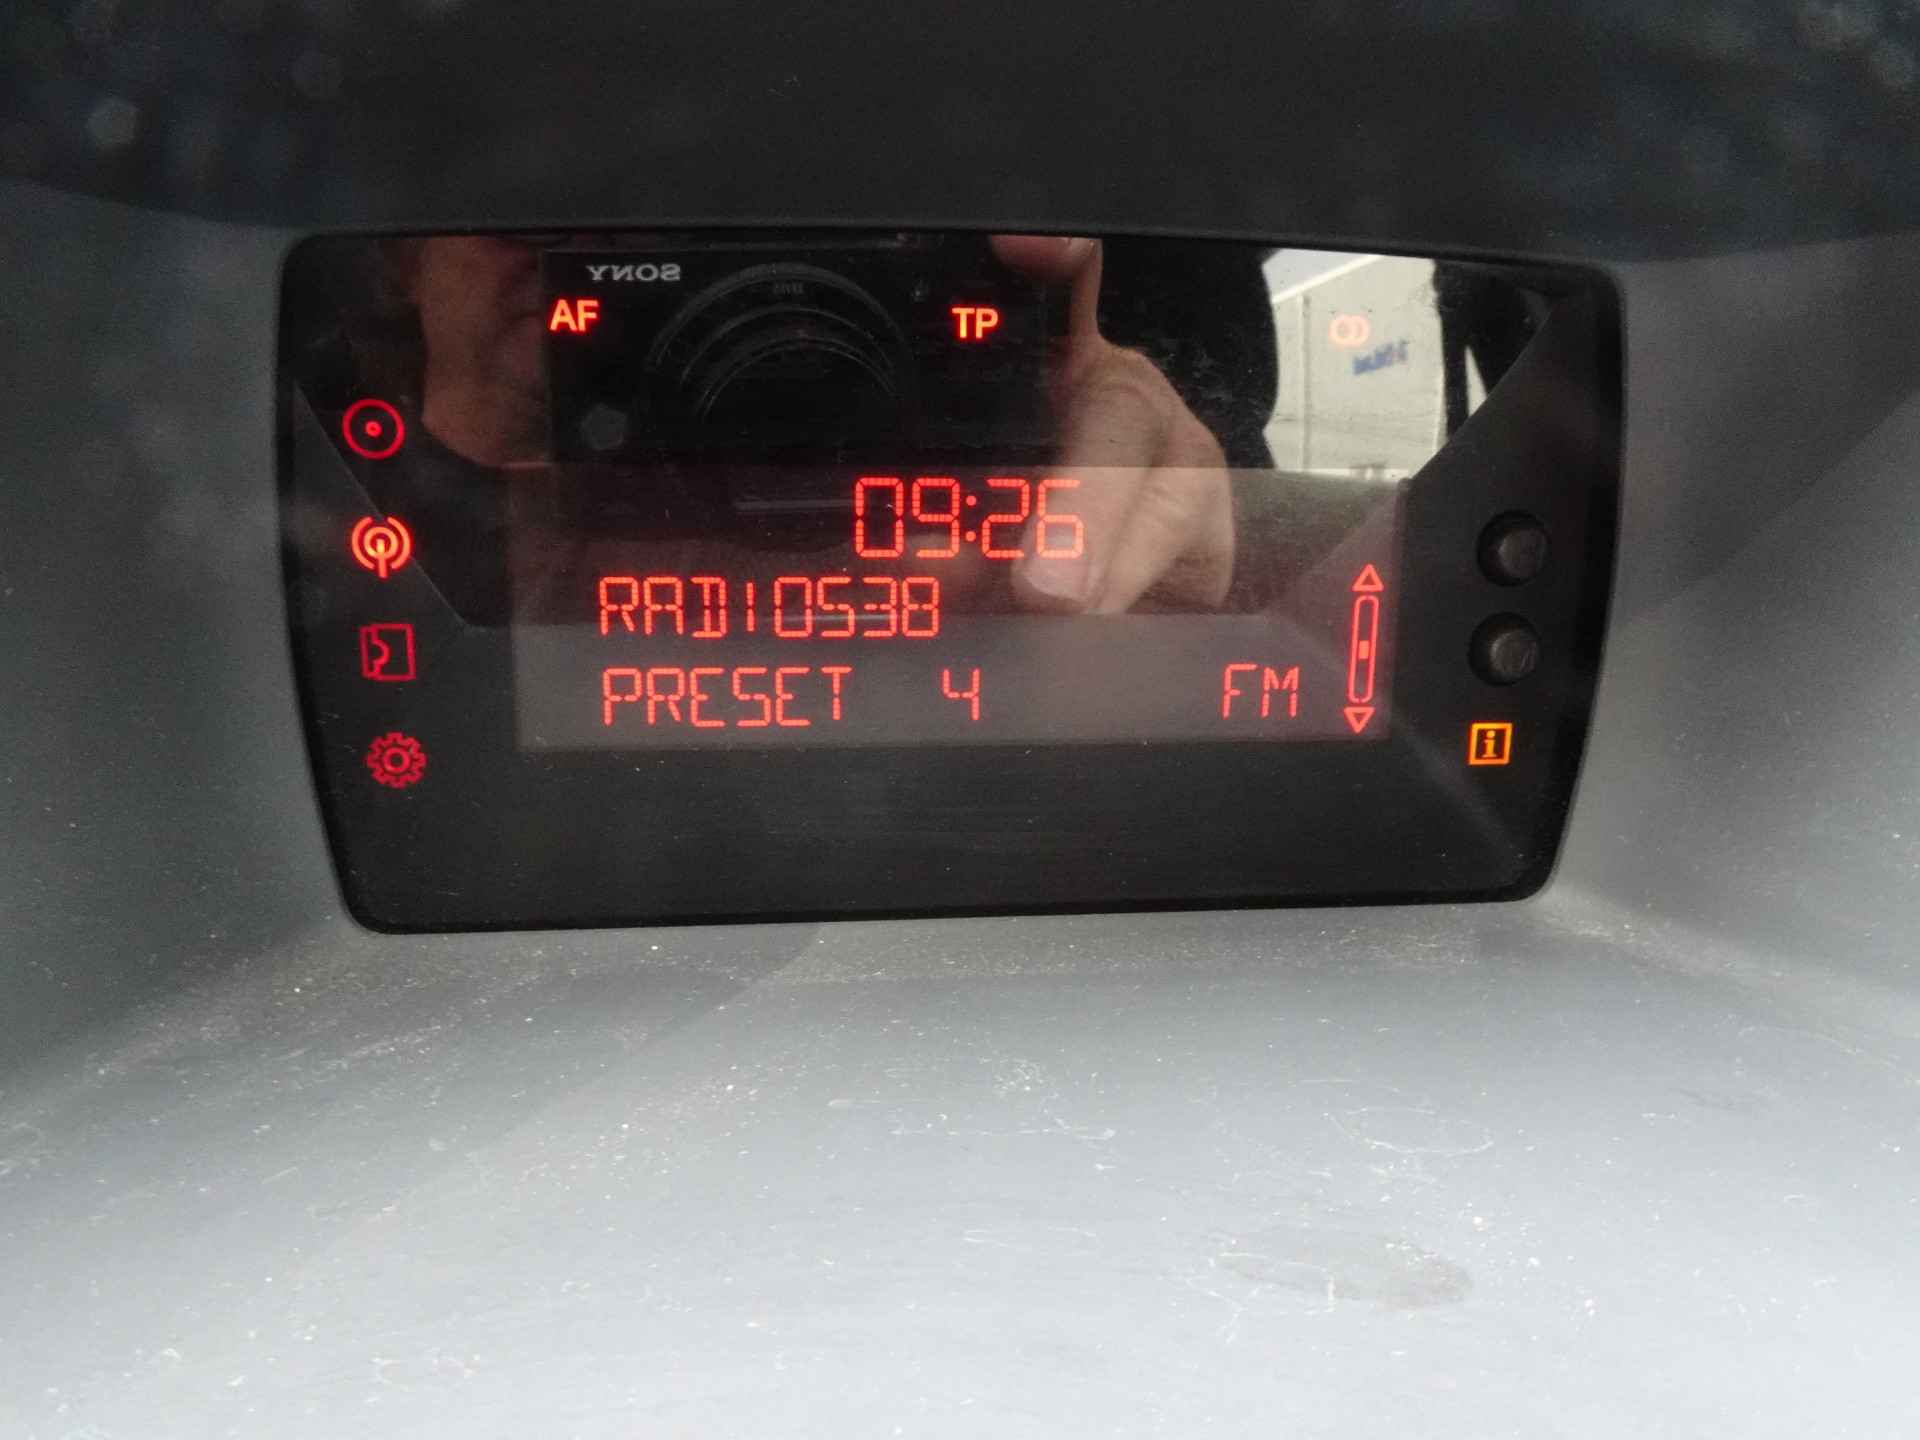 SONY
AF TP
09:26
RADIO538
PRESET 4 FM
i